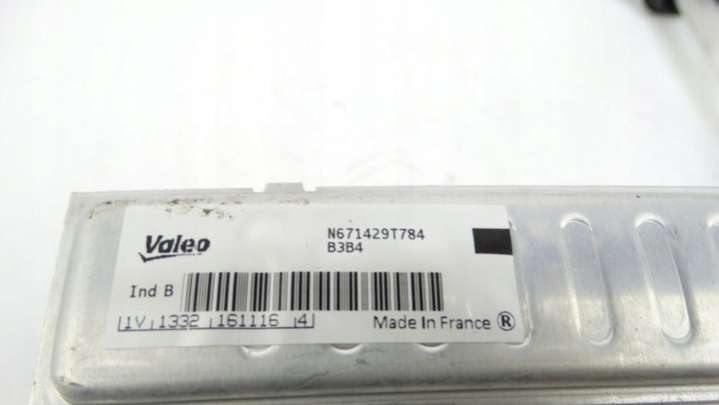 Valeo
N671429T784
B3B4
Ind B
1V 1332 161116 4
Made In France ®